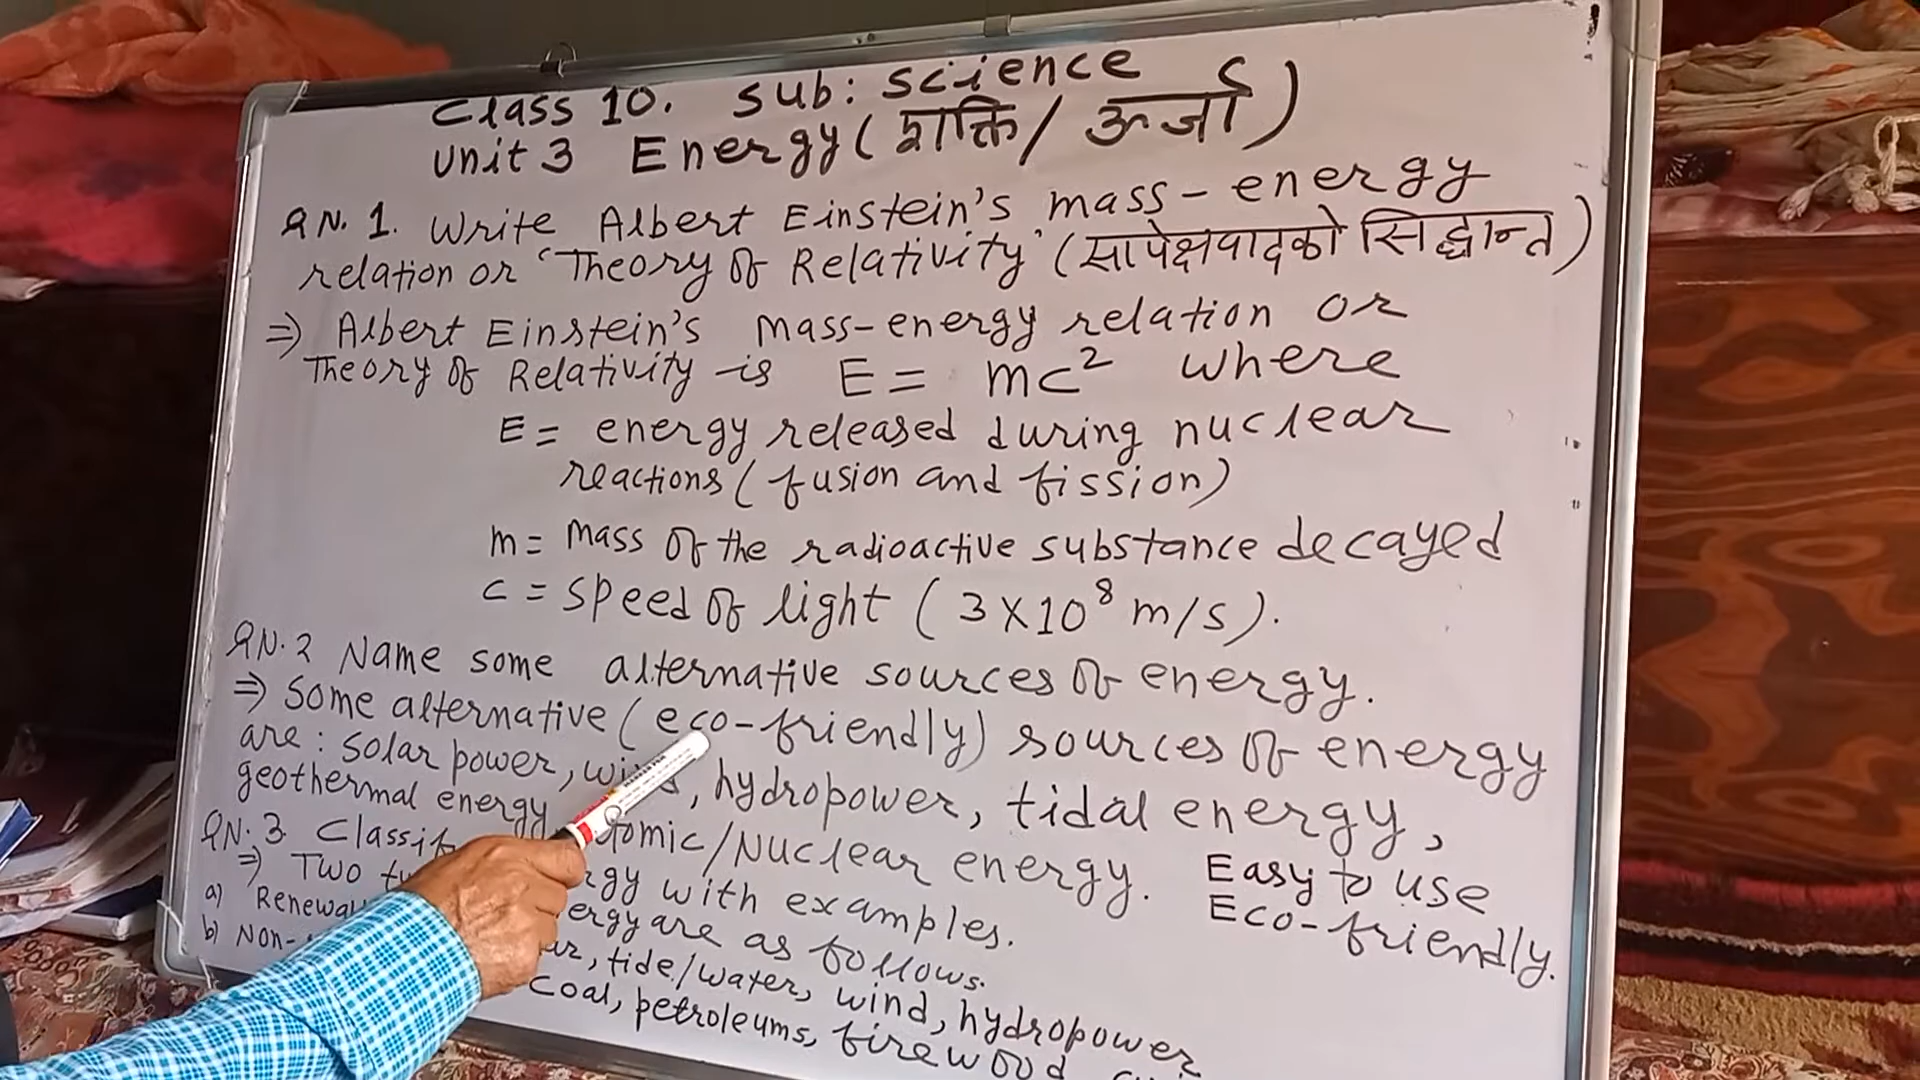 Class 10. Sub: Science
Unit 3 Energy (शक्ति/ ऊर्जा)
QN. 1. Write Albert Einstein's mass-energy
relation or 'Theory of Relativity' (सापेक्षवादको सिद्धान्त)
⇒ Albert Einstein's mass-energy relation or
Theory of Relativity is E = mc² where
E = energy released during nuclear
reactions (fusion and fission)
m = mass of the radioactive substance decayed
c = speed of light (3 X 10⁸ m/s).
QN. 2 Name some alternative sources of energy.
⇒ Some alternative (eco-friendly) sources of energy
are: solar power, , hydropower, tidal energy,
geothermal energy /Nuclear energy. Easy to use
Eco-friendly.
QN. 3. with examples.
⇒ Two are as follows.
a) , tide/water, wind, hydropower
b) Non- coal, petroleums, firewood